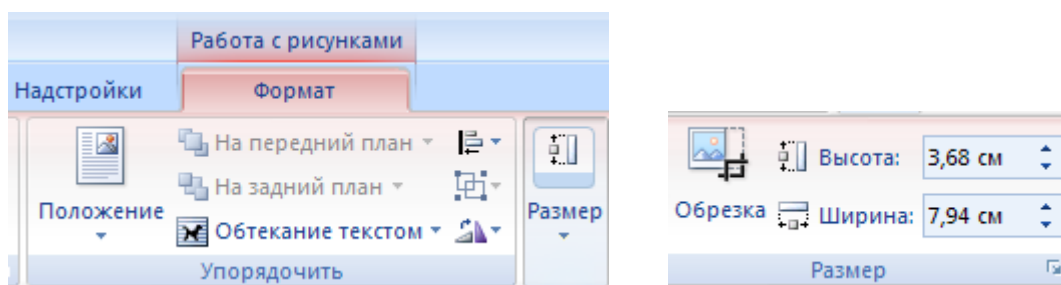 Работа с рисунками
Надстройки Формат
На передний план
На задний план
Положение
Обтекание текстом
Размер
Упорядочить
Высота: 3,68 см
Обрезка Ширина: 7,94 см
Размер